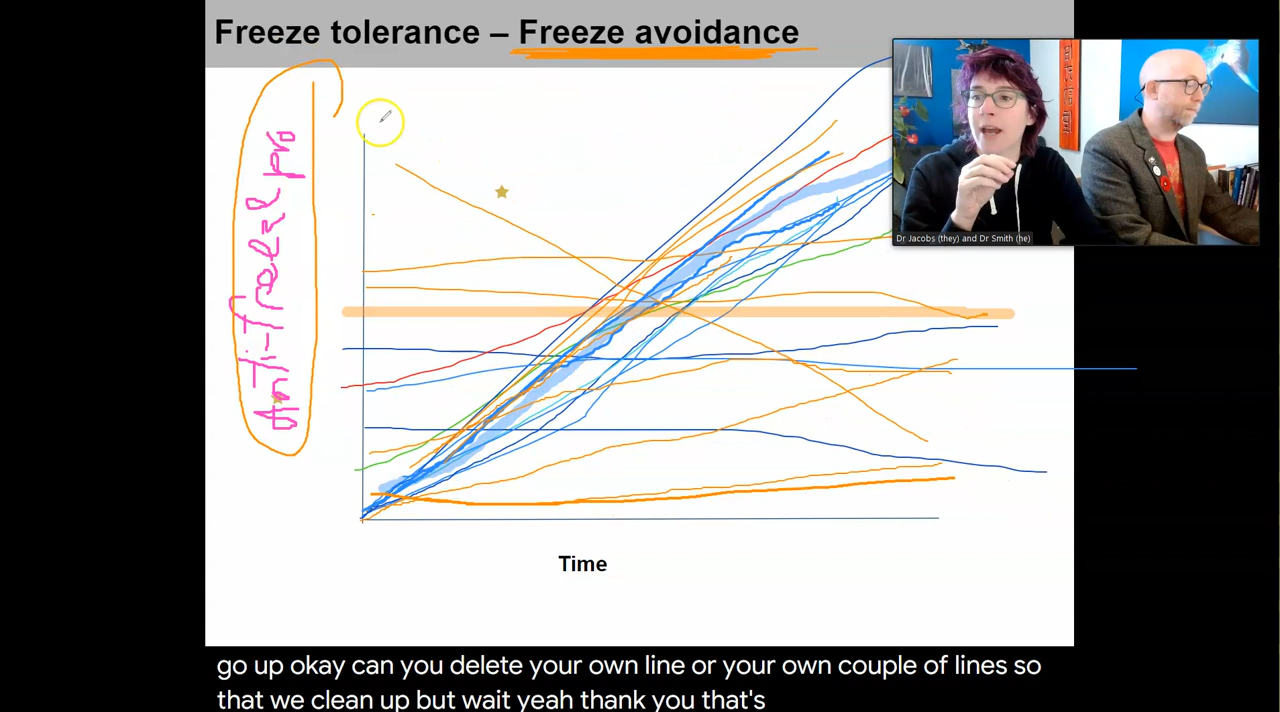 Freeze tolerance – Freeze avoidance
Anti-freeze pro
Dr Jacobs (they) and Dr Smith (he)
Time
go up okay can you delete your own line or your own couple of lines so
that we clean up but wait yeah thank you that's